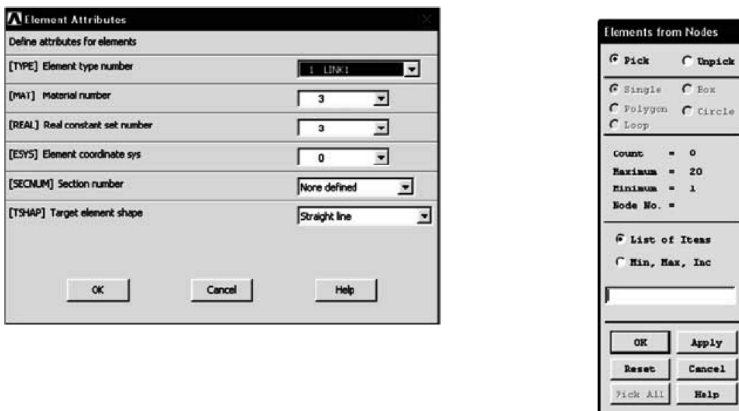 Element Attributes
Define attributes for elements
[TYPE] Element type number
1 LINK1
[MAT] Material number
3
[REAL] Real constant set number
3
[ESYS] Element coordinate sys
0
[SECNUM] Section number
None defined
[TSHAP] Target element shape
Straight line
OK Cancel Help
Elements from Nodes
Pick Unpick
Single Box
Polygon Circle
Loop
Count = 0
Maximum = 20
Minimum = 1
Node No. =
List of Items
Min, Max, Inc
OK Apply
Reset Cancel
Pick All Help